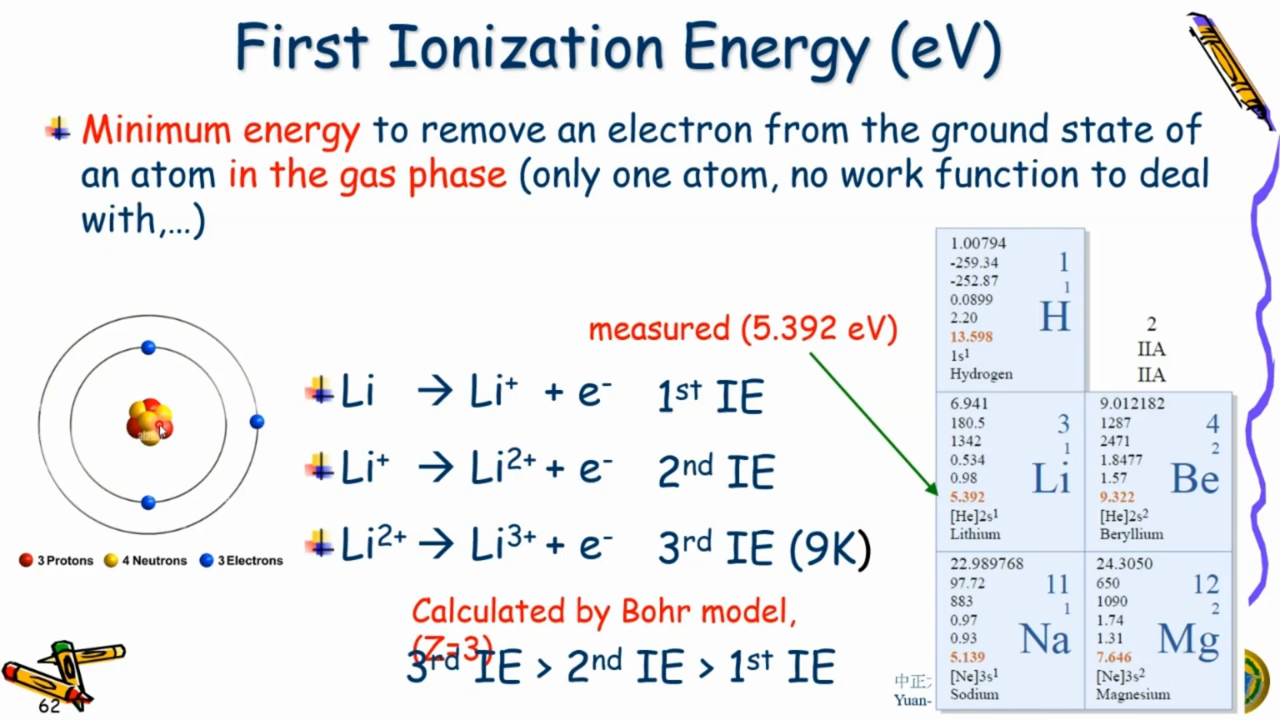 First Ionization Energy (eV)
Minimum energy to remove an electron from the ground state of
an atom in the gas phase (only one atom, no work function to deal
with,...)
measured (5.392 eV)
Li → Li⁺ + e⁻ 1ˢᵗ IE
Li⁺ → Li²⁺ + e⁻ 2ⁿᵈ IE
Li²⁺ → Li³⁺ + e⁻ 3ʳᵈ IE (9K)
3 Protons 4 Neutrons 3 Electrons
Calculated by Bohr model,
(Z=3)
3ʳᵈ IE > 2ⁿᵈ IE > 1ˢᵗ IE
1.00794
-259.34
1
-252.87
1
0.0899
2.20
H
13.598
1s¹
Hydrogen
2
IIA
IIA
6.941
180.5
3
1342
1
0.534
0.98
Li
5.392
[He]2s¹
Lithium
9.012182
1287
4
2471
2
1.8477
1.57
Be
9.322
[He]2s²
Beryllium
22.989768
97.72
11
883
1
0.97
0.93
Na
5.139
[Ne]3s¹
Sodium
24.3050
650
12
1090
2
1.74
1.31
Mg
7.646
[Ne]3s²
Magnesium
中正
Yuan-
62